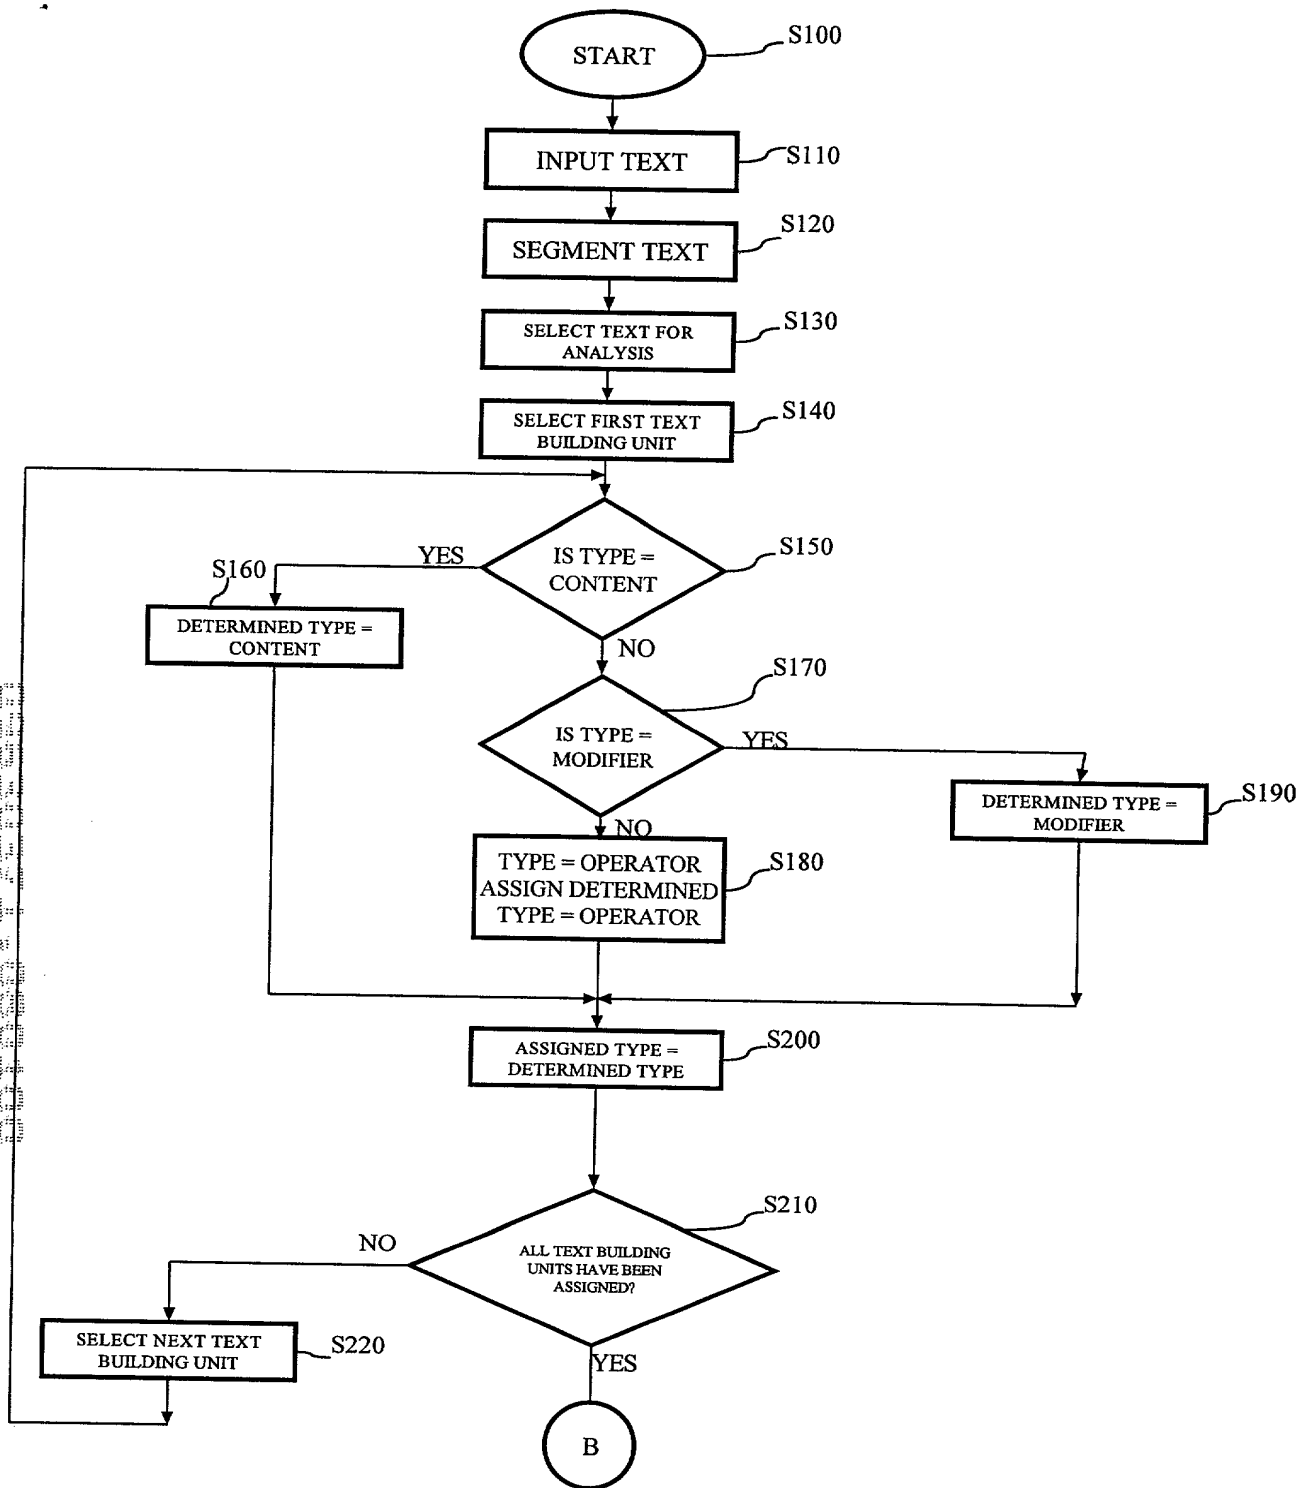 START
S100
INPUT TEXT
S110
SEGMENT TEXT
S120
SELECT TEXT FOR
ANALYSIS
S130
SELECT FIRST TEXT
BUILDING UNIT
S140
IS TYPE =
CONTENT
S150
YES
S160
DETERMINED TYPE =
CONTENT
NO
S170
IS TYPE =
MODIFIER
YES
DETERMINED TYPE =
MODIFIER
S190
NO
TYPE = OPERATOR
ASSIGN DETERMINED
TYPE = OPERATOR
S180
ASSIGNED TYPE =
DETERMINED TYPE
S200
ALL TEXT BUILDING
UNITS HAVE BEEN
ASSIGNED?
S210
NO
SELECT NEXT TEXT
BUILDING UNIT
S220
YES
B